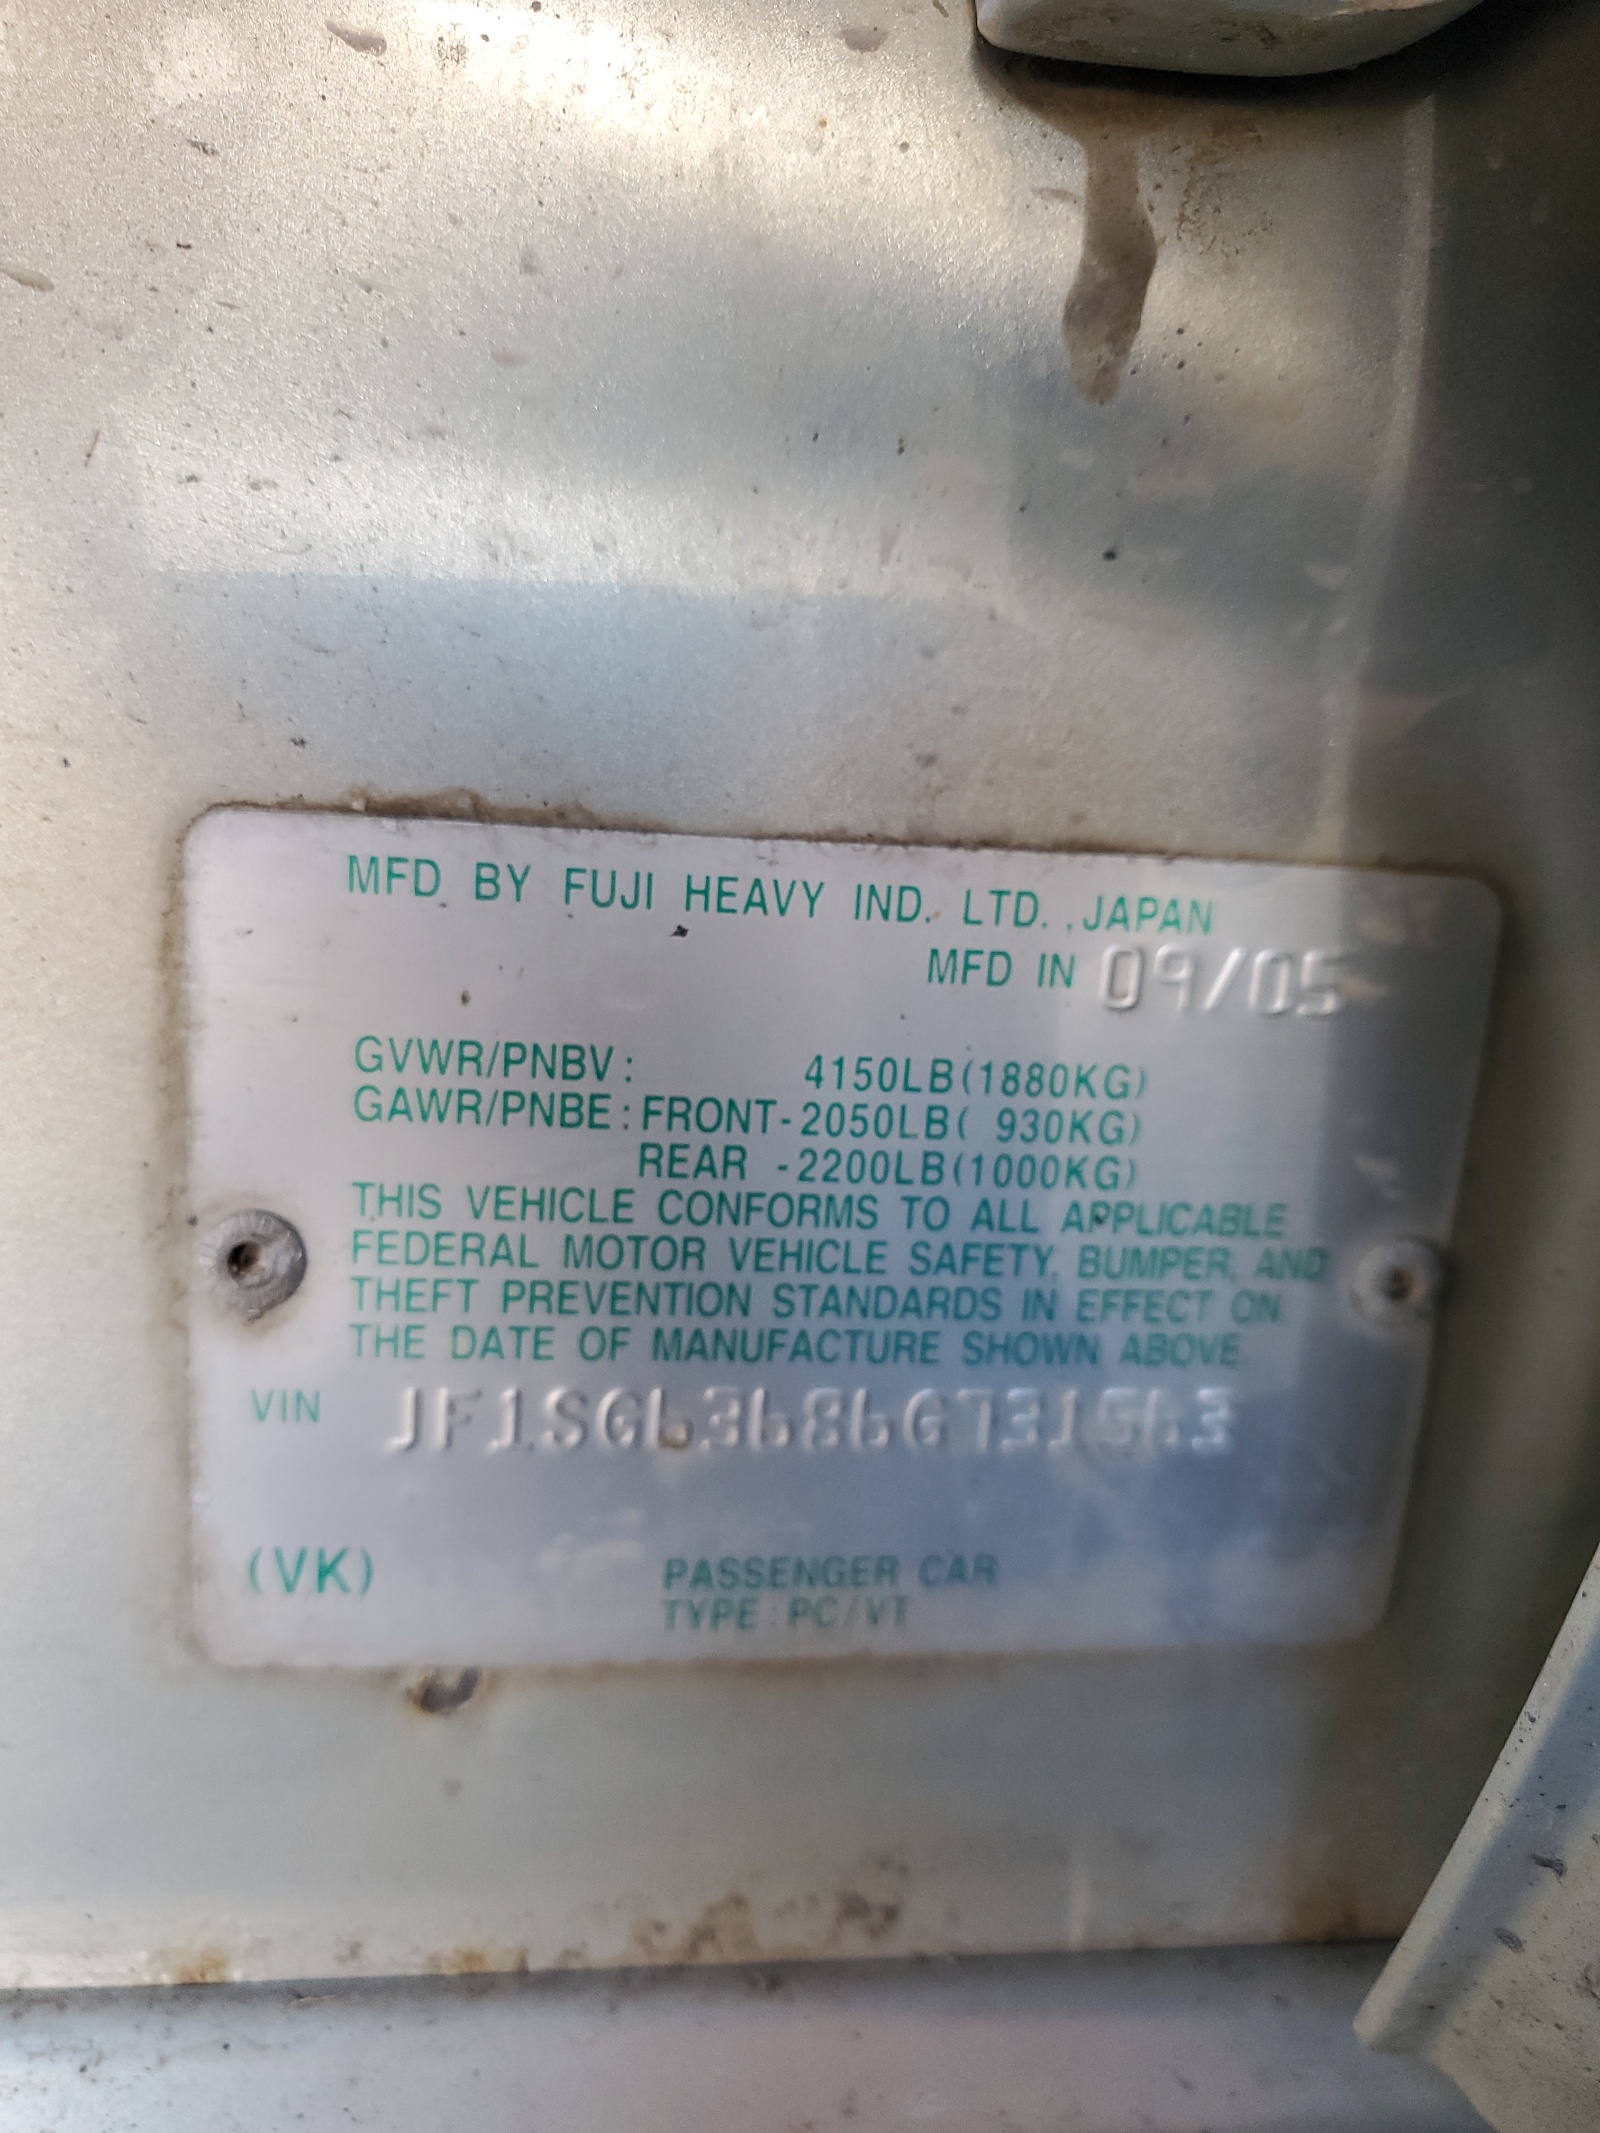 MFD BY FUJI HEAVY IND. LTD. ,JAPAN
MFD IN 09/05
GVWR/PNBV: 4150LB(1880KG)
GAWR/PNBE:FRONT-2050LB( 930KG)
REAR -2200LB(1000KG)
THIS VEHICLE CONFORMS TO ALL APPLICABLE
FEDERAL MOTOR VEHICLE SAFETY, BUMPER, AND
THEFT PREVENTION STANDARDS IN EFFECT ON
THE DATE OF MANUFACTURE SHOWN ABOVE.
VIN JF1SG63686G731563
(VK) PASSENGER CAR
TYPE : PC/VT